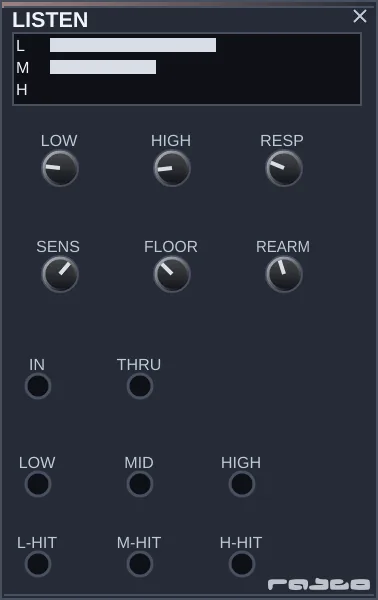 LISTEN
L
M
H
LOW HIGH RESP
SENS FLOOR REARM
IN THRU
LOW MID HIGH
L-HIT M-HIT H-HIT